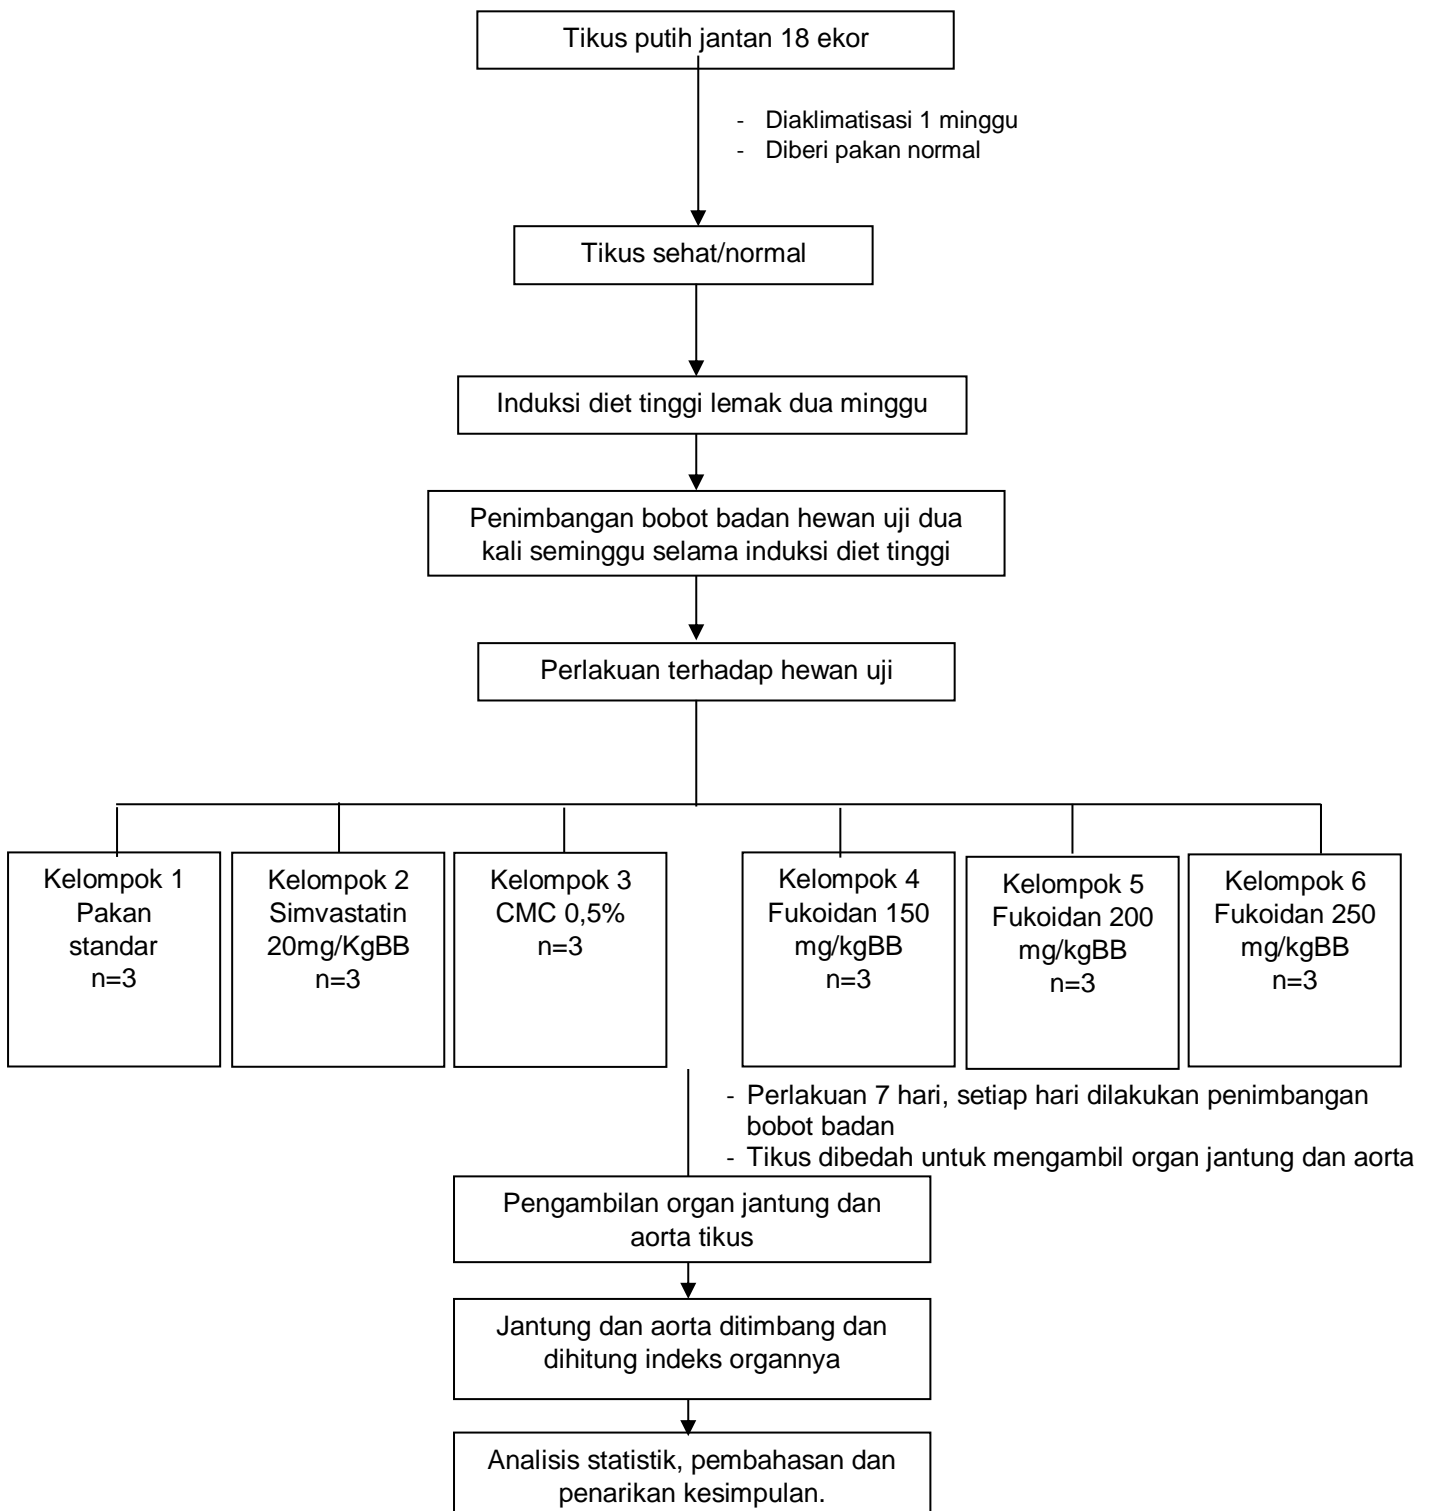 Tikus putih jantan 18 ekor
- Diaklimatisasi 1 minggu
- Diberi pakan normal
Tikus sehat/normal
Induksi diet tinggi lemak dua minggu
Penimbangan bobot badan hewan uji dua
kali seminggu selama induksi diet tinggi
Perlakuan terhadap hewan uji
Kelompok 1
Pakan
standar
n=3
Kelompok 2
Simvastatin
20mg/KgBB
n=3
Kelompok 3
CMC 0,5%
n=3
Kelompok 4
Fukoidan 150
mg/kgBB
n=3
Kelompok 5
Fukoidan 200
mg/kgBB
n=3
Kelompok 6
Fukoidan 250
mg/kgBB
n=3
- Perlakuan 7 hari, setiap hari dilakukan penimbangan
bobot badan
- Tikus dibedah untuk mengambil organ jantung dan aorta
Pengambilan organ jantung dan
aorta tikus
Jantung dan aorta ditimbang dan
dihitung indeks organnya
Analisis statistik, pembahasan dan
penarikan kesimpulan.